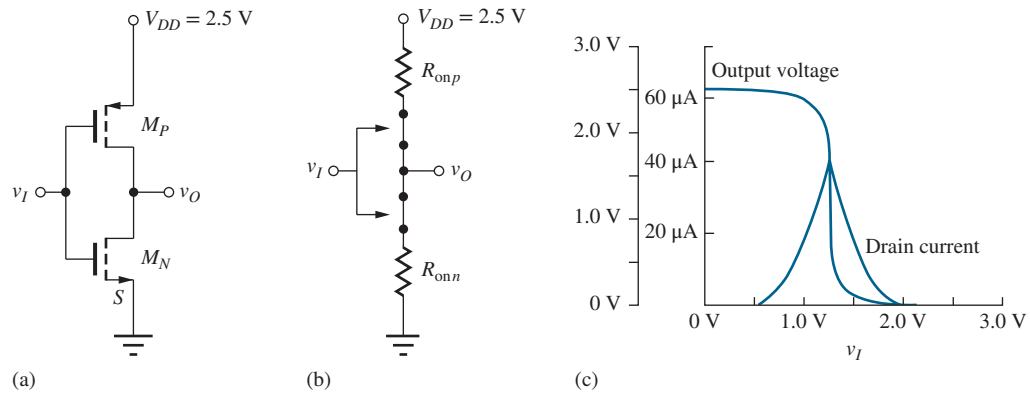 V_DD = 2.5 V
M_P
v_I
v_O
M_N
S
(a)
V_DD = 2.5 V
R_onp
v_I
v_O
R_onn
(b)
3.0 V
2.0 V
1.0 V
0 V
Output voltage
60 µA
40 µA
20 µA
Drain current
0 V
1.0 V
2.0 V
3.0 V
v_I
(c)